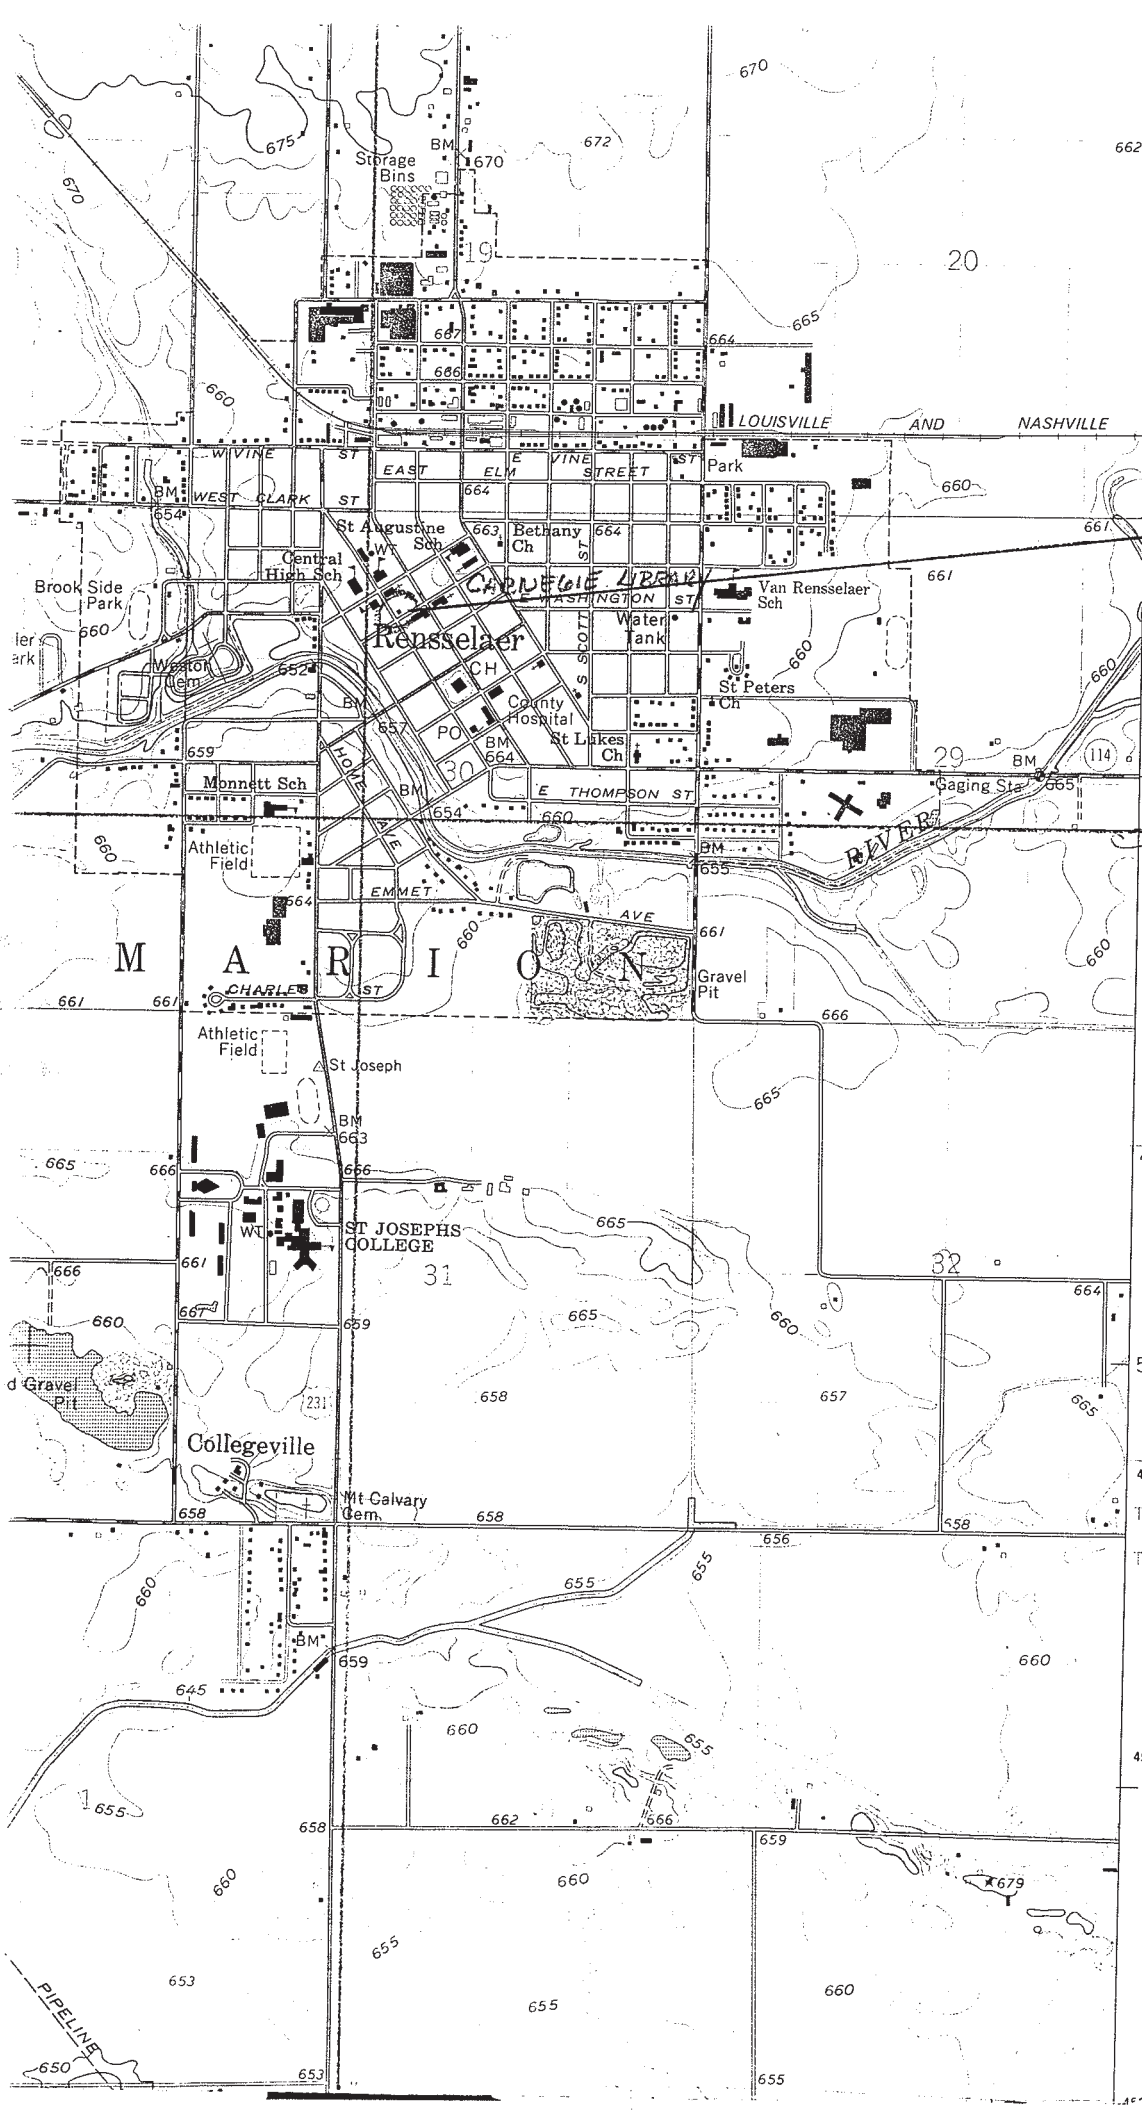 670
662
675
672
BM
670
Storage
Bins
670
19
20
665
667
664
666
660
LOUISVILLE AND NASHVILLE
W VINE ST
E VINE ST
EAST ELM STREET
Park
BM
654
WEST CLARK ST
664
660
661
St Augustine
Sch
WT
663
Bethany
Ch
664
Central
High Sch
CARNEGIE LIBRARY
661
Brook Side
Park
E WASHINGTON ST
Van Rensselaer
Sch
660
Rensselaer
Water
Tank
S SCOTT ST
660
660
Weston
Cem
652
CH
St Peters
Ch
BM
657
County
Hospital
PO
BM
664
St Lukes
Ch
659
30
29
BM
114
Monnett Sch
HOME AVE
Gaging Sta
665
BM
654
E THOMPSON ST
660
RIVER
Athletic
Field
660
BM
655
664
EMMET AVE
660
661
660
MARION
Gravel
Pit
CHARLES ST
661
661
666
Athletic
Field
St Joseph
665
BM
663
665
666
666
WT
ST JOSEPHS
COLLEGE
665
661
31
32
666
664
667
659
660
665
660
d Gravel
Pit
658
657
665
231
Collegeville
Mt Calvary
Cem
658
658
658
656
660
655
655
BM
659
660
645
660
655
1
655
658
662
666
659
660
660
679
655
653
655
660
PIPELINE
650
653
655